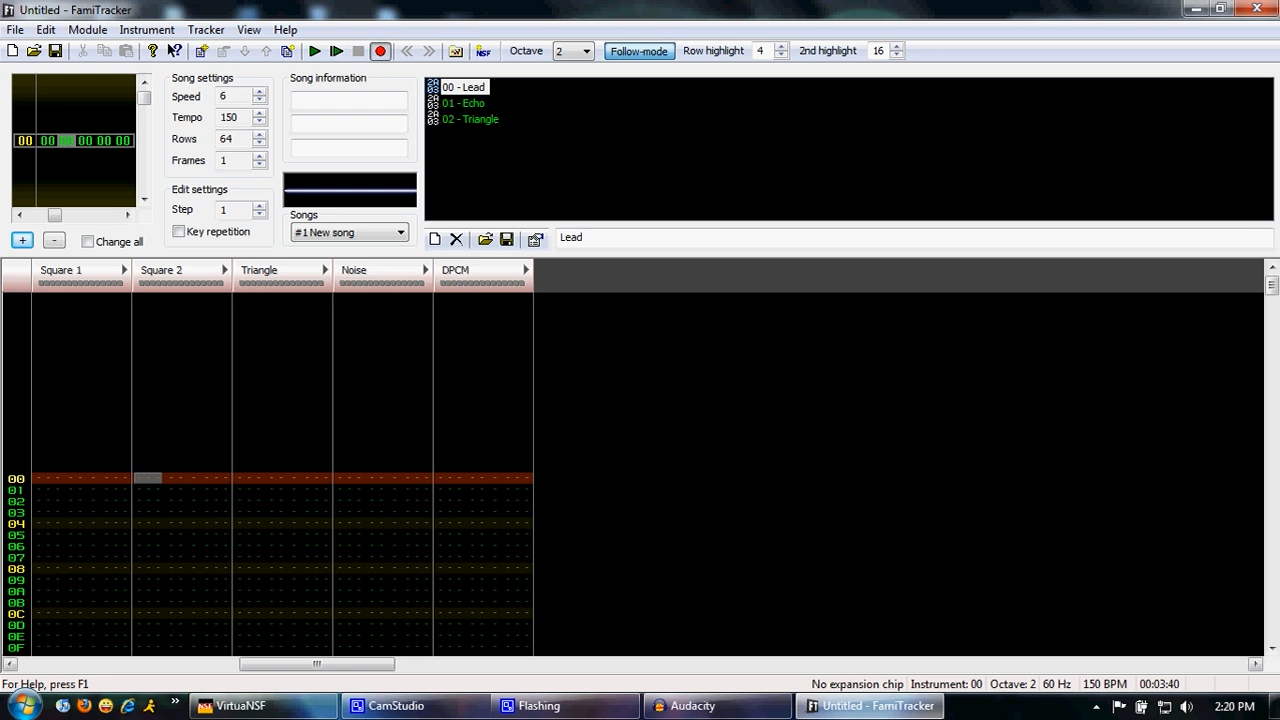 Untitled - FamiTracker
File Edit Module Instrument Tracker View Help
Octave 2 Follow-mode Row highlight 4 2nd highlight 16
NSF
Song settings
Speed 6
Tempo 150
Rows 64
Frames 1
Edit settings
Step 1
Key repetition
Song information
Songs
#1 New song
00 - Lead
01 - Echo
02 - Triangle
00 00 00 00 00 00
+ - Change all
Lead
Square 1 Square 2 Triangle Noise DPCM
00
01
02
03
04
05
06
07
08
09
0A
0B
0C
0D
0E
0F
For Help, press F1
No expansion chip Instrument: 00 Octave: 2 60 Hz 150 BPM 00:03:40
VirtuaNSF CamStudio Flashing Audacity Untitled - FamiTracker 2:20 PM